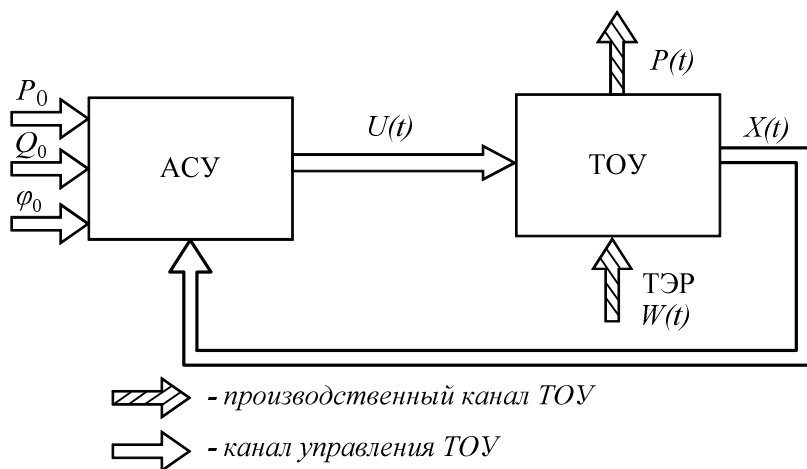 P(t)
P₀
U(t)
X(t)
Q₀
АСУ
ТОУ
φ₀
ТЭР
W(t)
- производственный канал ТОУ
- канал управления ТОУ